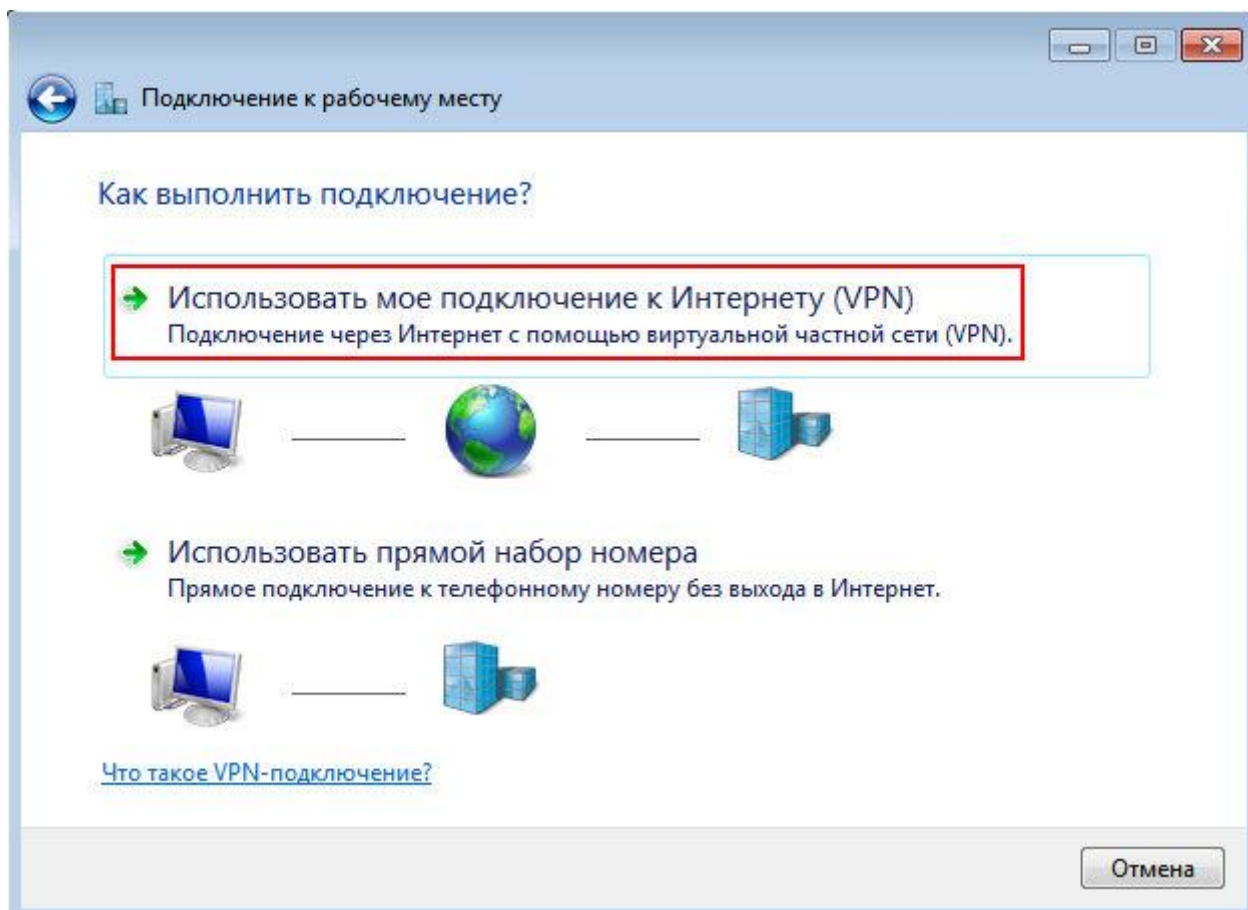 Подключение к рабочему месту
Как выполнить подключение?
Использовать мое подключение к Интернету (VPN)
Подключение через Интернет с помощью виртуальной частной сети (VPN).
Использовать прямой набор номера
Прямое подключение к телефонному номеру без выхода в Интернет.
Что такое VPN-подключение?
Отмена